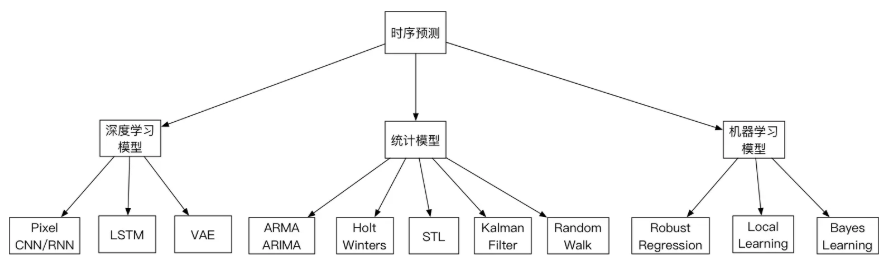 时序预测
深度学习
模型
统计模型
机器学习
模型
Pixel
CNN/RNN
LSTM
VAE
ARMA
ARIMA
Holt
Winters
STL
Kalman
Filter
Random
Walk
Robust
Regression
Local
Learning
Bayes
Learning